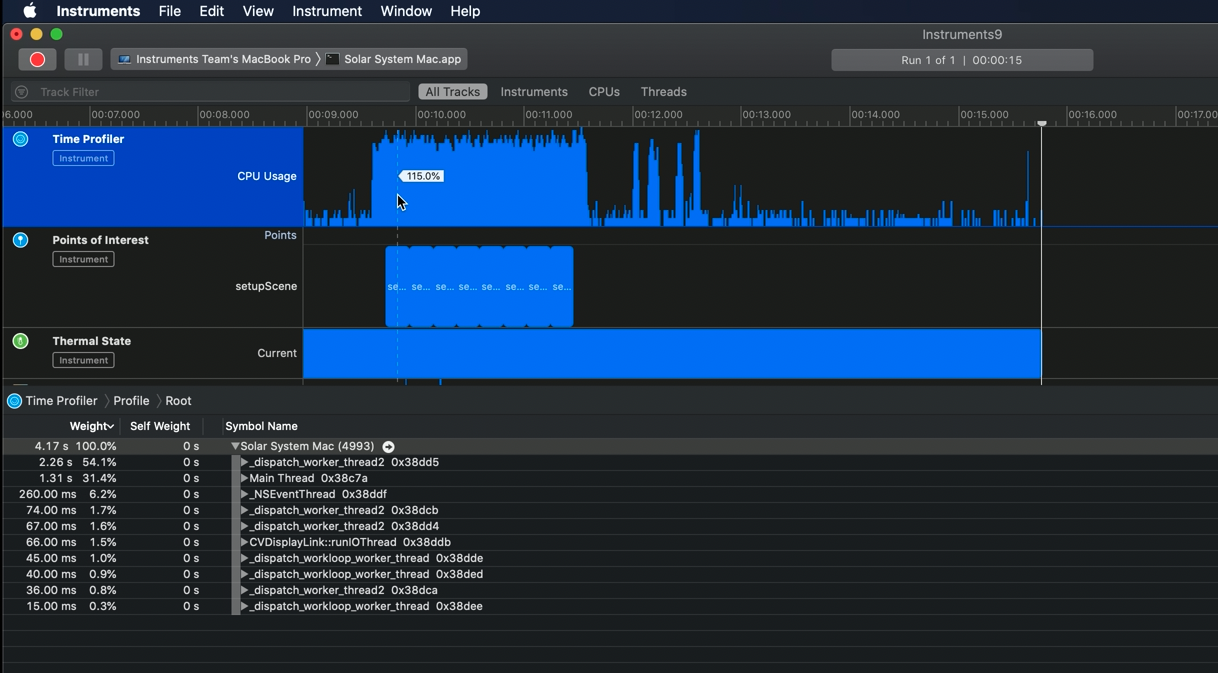 Instruments File Edit View Instrument Window Help
Instruments9
Instruments Team's MacBook Pro Solar System Mac.app
Run 1 of 1 | 00:00:15
Track Filter All Tracks Instruments CPUs Threads
6.000 00:07.000 00:08.000 00:09.000 00:10.000 00:11.000 00:12.000 00:13.000 00:14.000 00:15.000 00:16.000 00:17.00
Time Profiler
Instrument
CPU Usage
115.0%
Points of Interest
Instrument
Points
setupScene
se... se... se... se... se... se... se... se...
Thermal State
Instrument
Current
Time Profiler Profile Root
Weight Self Weight Symbol Name
4.17 s 100.0% 0 s Solar System Mac (4993)
2.26 s 54.1% 0 s _dispatch_worker_thread2 0x38dd5
1.31 s 31.4% 0 s Main Thread 0x38c7a
260.00 ms 6.2% 0 s _NSEventThread 0x38ddf
74.00 ms 1.7% 0 s _dispatch_worker_thread2 0x38dcb
67.00 ms 1.6% 0 s _dispatch_worker_thread2 0x38dd4
66.00 ms 1.5% 0 s CVDisplayLink::runIOThread 0x38ddb
45.00 ms 1.0% 0 s _dispatch_workloop_worker_thread 0x38dde
40.00 ms 0.9% 0 s _dispatch_workloop_worker_thread 0x38ded
36.00 ms 0.8% 0 s _dispatch_worker_thread2 0x38dca
15.00 ms 0.3% 0 s _dispatch_workloop_worker_thread 0x38dee